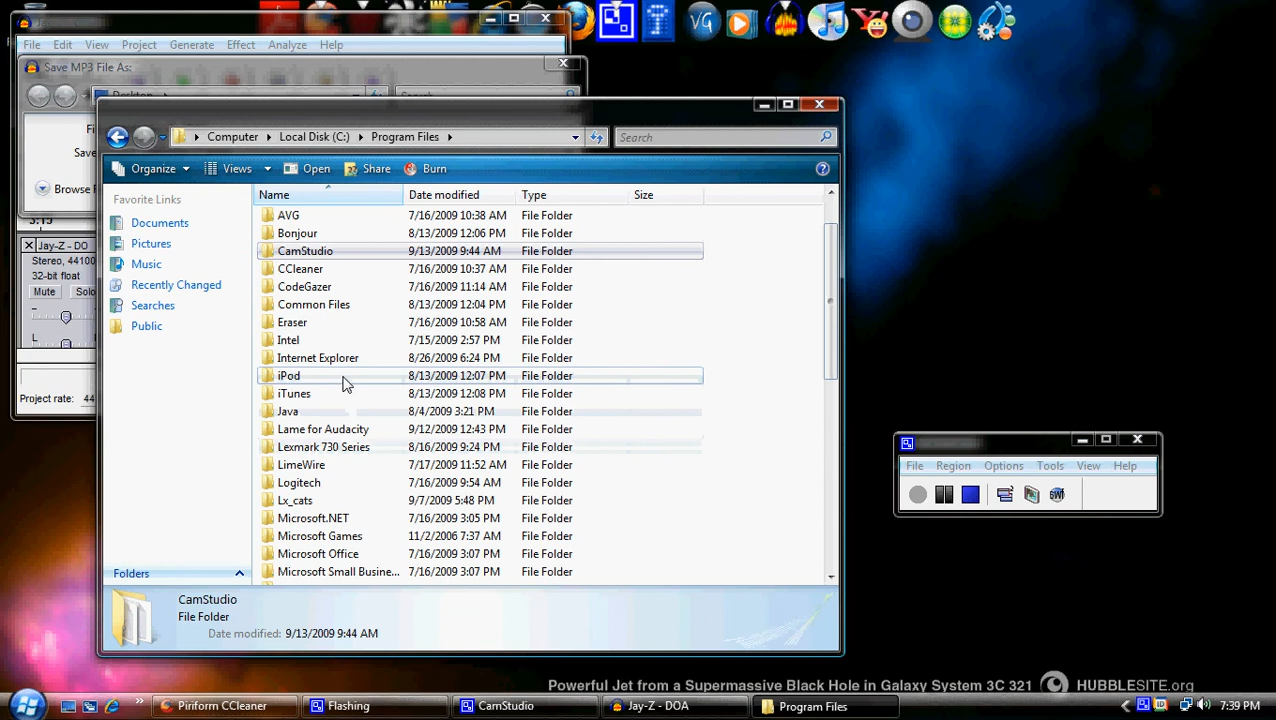 VG
File Edit View Project Generate Effect Analyze Help
Save MP3 File As:
Desktop Search
Fi
Save
Browse F
3:15
Computer Local Disk (C:) Program Files Search
Organize Views Open Share Burn
Favorite Links
Documents
Pictures
Music
Recently Changed
Searches
Public
Folders
Name Date modified Type Size
AVG 7/16/2009 10:38 AM File Folder
Bonjour 8/13/2009 12:06 PM File Folder
CamStudio 9/13/2009 9:44 AM File Folder
CCleaner 7/16/2009 10:37 AM File Folder
CodeGazer 7/16/2009 11:14 AM File Folder
Common Files 8/13/2009 12:04 PM File Folder
Eraser 7/16/2009 10:58 AM File Folder
Intel 7/15/2009 2:57 PM File Folder
Internet Explorer 8/26/2009 6:24 PM File Folder
iPod 8/13/2009 12:07 PM File Folder
iTunes 8/13/2009 12:08 PM File Folder
Java 8/4/2009 3:21 PM File Folder
Lame for Audacity 9/12/2009 12:43 PM File Folder
Lexmark 730 Series 8/16/2009 9:24 PM File Folder
LimeWire 7/17/2009 11:52 AM File Folder
Logitech 7/16/2009 9:54 AM File Folder
Lx_cats 9/7/2009 5:48 PM File Folder
Microsoft.NET 7/16/2009 3:05 PM File Folder
Microsoft Games 11/2/2006 7:37 AM File Folder
Microsoft Office 7/16/2009 3:07 PM File Folder
Microsoft Small Busine... 7/16/2009 3:07 PM File Folder
CamStudio
File Folder
Date modified: 9/13/2009 9:44 AM
Jay-Z - DO
Stereo, 44100
32-bit float
Mute Solo
L
Project rate: 44
File Region Options Tools View Help
Powerful Jet from a Supermassive Black Hole in Galaxy System 3C 321 HUBBLESITE.org
Piriform CCleaner Flashing CamStudio Jay-Z - DOA Program Files 7:39 PM